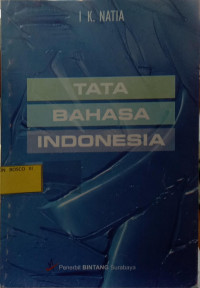 I K. NATIA
TATA
BAHASA
INDONESIA
Penerbit BINTANG Surabaya